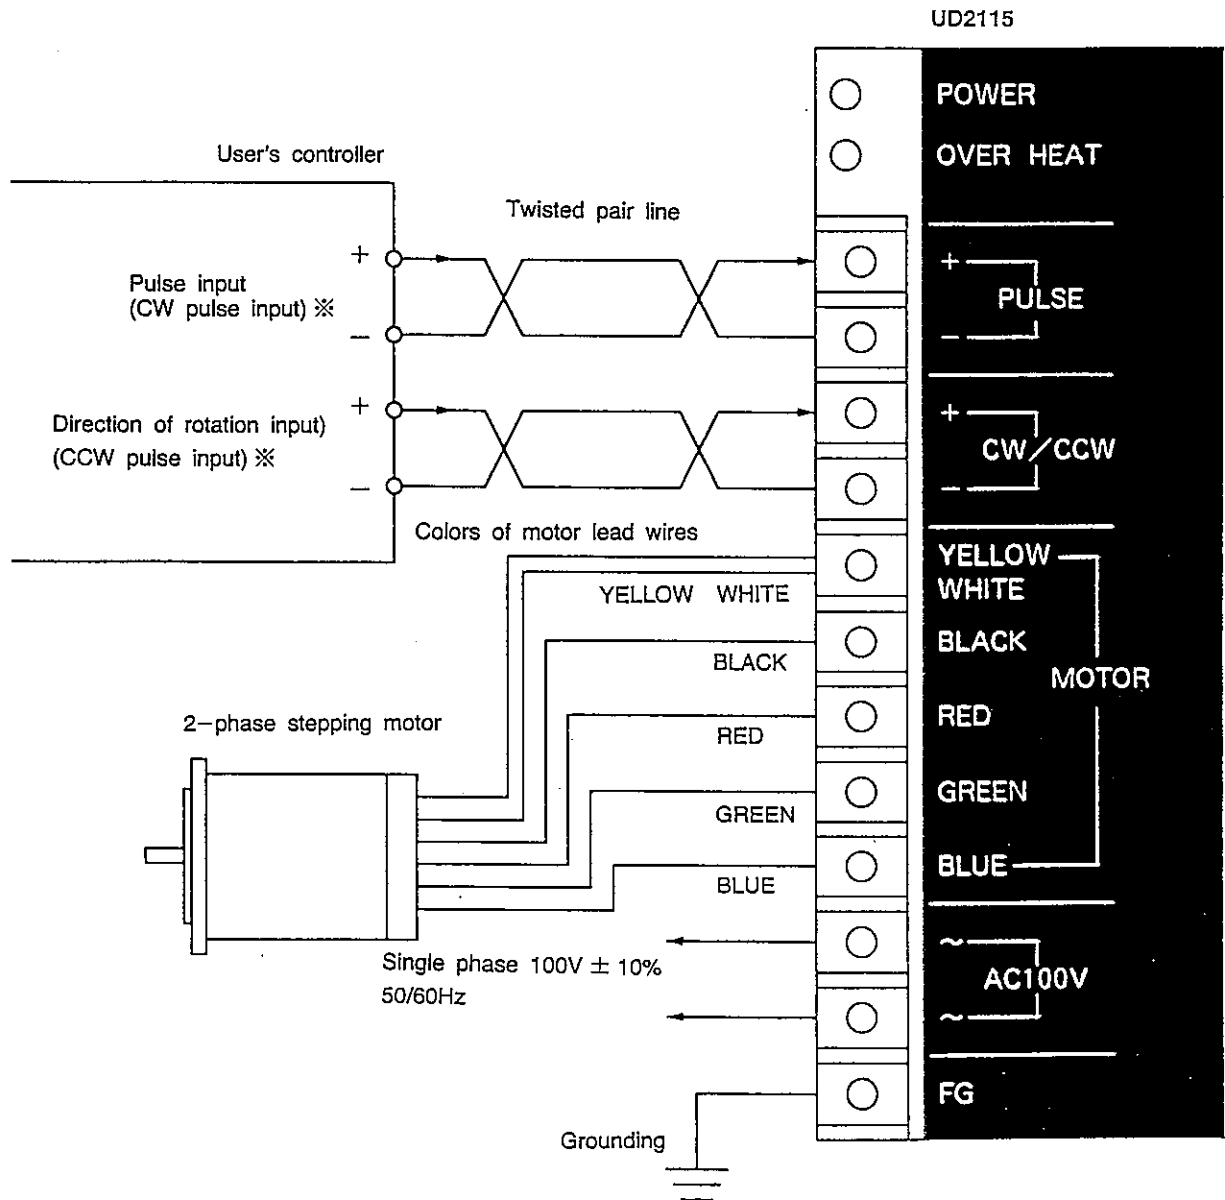 UD2115
POWER
OVER HEAT
User's controller
Twisted pair line
+
Pulse input
(CW pulse input) ※
−
+
PULSE
−
+
Direction of rotation input)
(CCW pulse input) ※
−
+
CW/CCW
−
Colors of motor lead wires
YELLOW WHITE
YELLOW
WHITE
BLACK
BLACK
MOTOR
2−phase stepping motor
RED
RED
GREEN
GREEN
BLUE
BLUE
Single phase 100V ± 10%
50/60Hz
~
AC100V
~
FG
Grounding